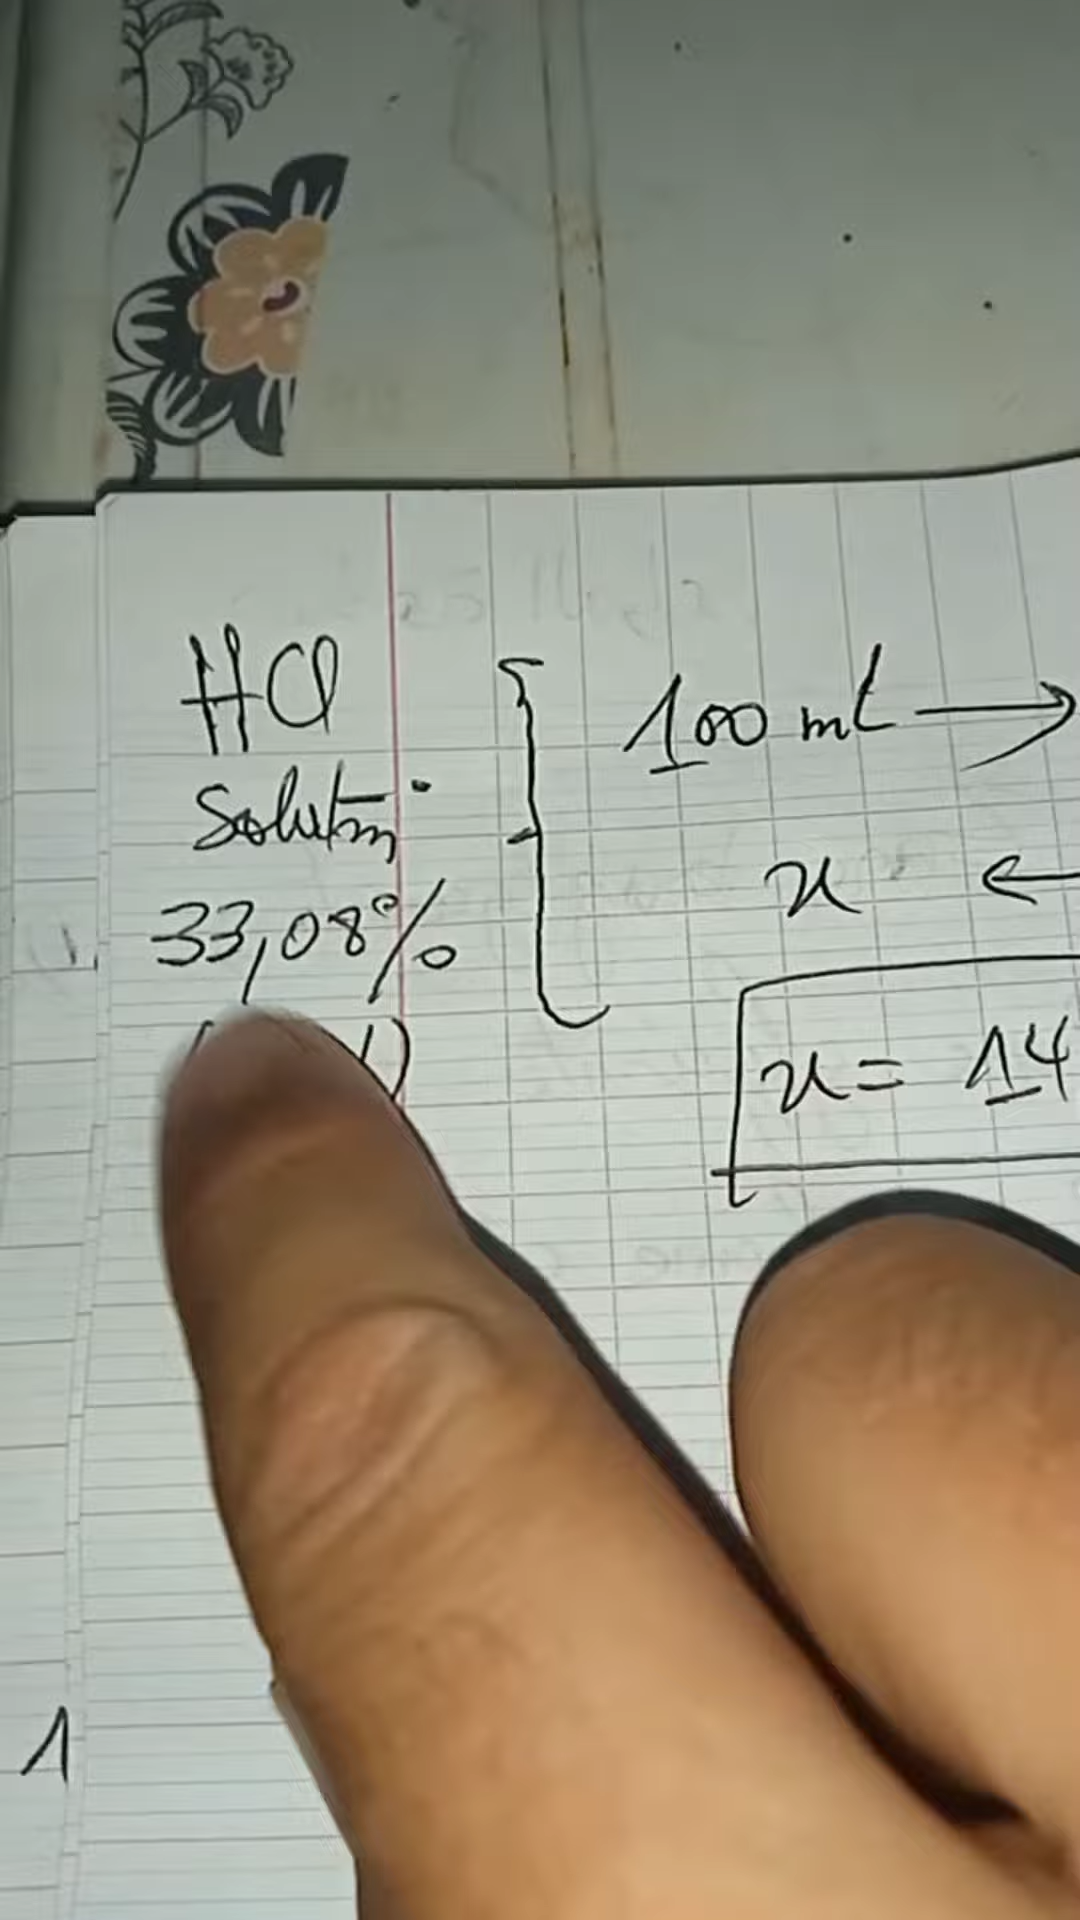 HCl
Solution
33,08%
100 ml →
x ←
x = 14
1